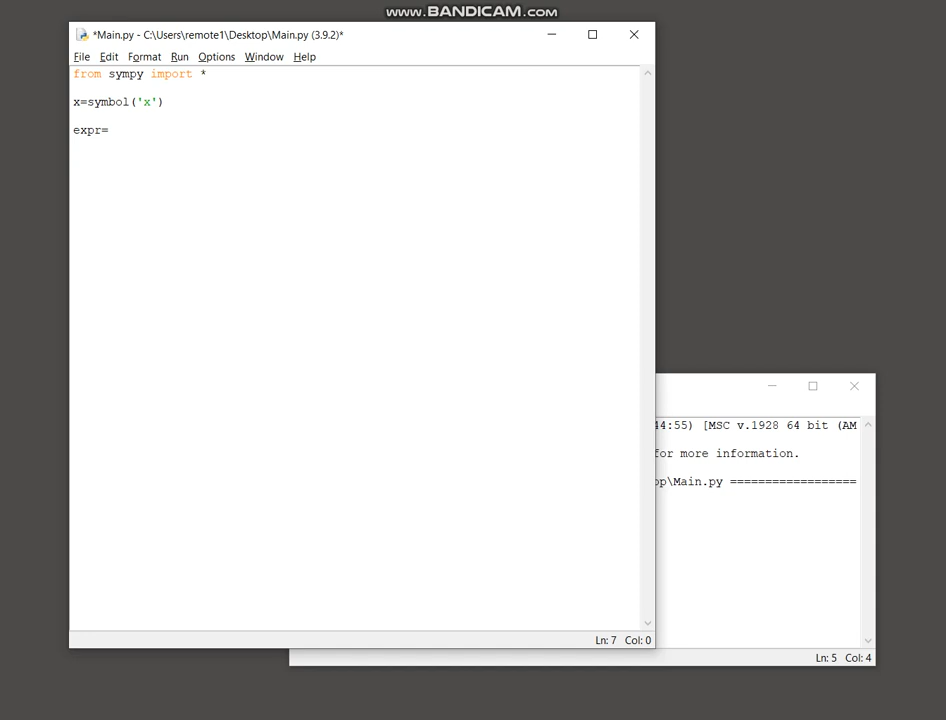 www.BANDICAM.com
*Main.py - C:\Users\remote1\Desktop\Main.py (3.9.2)*
File Edit Format Run Options Window Help
from sympy import *
x=symbol('x')
expr=
44:55) [MSC v.1928 64 bit (AM
for more information.
op\Main.py ==================
Ln: 7 Col: 0
Ln: 5 Col: 4